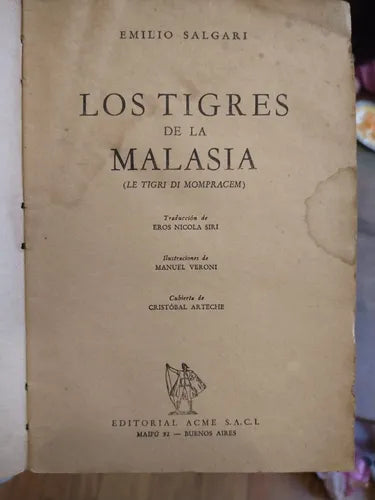 EMILIO SALGARI
LOS TIGRES
DE LA
MALASIA
(LE TIGRI DI MOMPRACEM)
Traducción de
EROS NICOLA SIRI
Ilustraciones de
MANUEL VERONI
Cubierta de
CRISTÓBAL ARTECHE
EDITORIAL ACME S.A.C.I.
MAIPÚ 92 — BUENOS AIRES